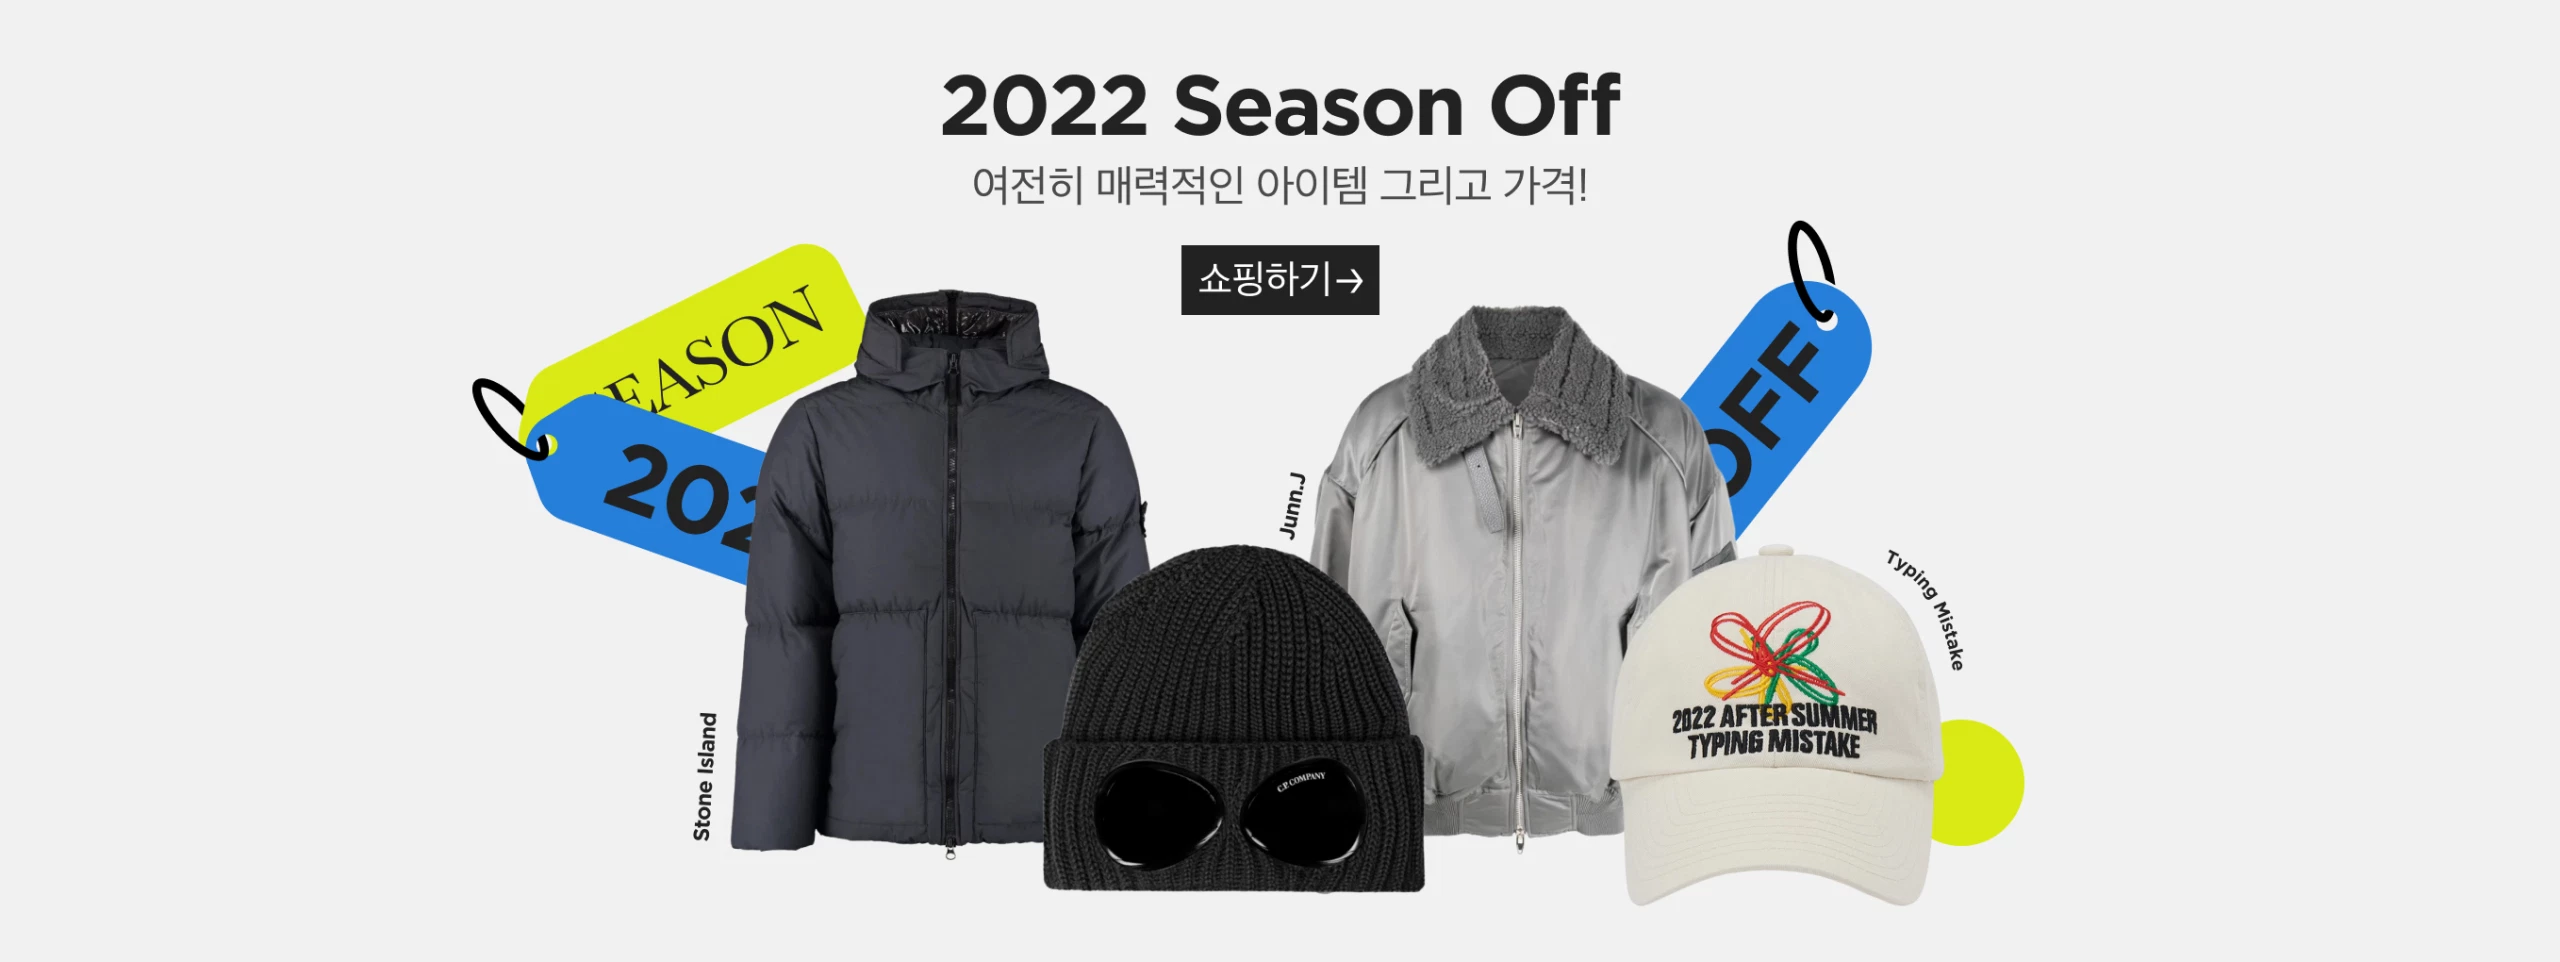 2022 Season Off
여전히 매력적인 아이템 그리고 가격!
쇼핑하기→
SEASON
202
OFF
Junn.J
Typing Mistake
Stone Island
C.P. COMPANY
2022 AFTER SUMMER
TYPING MISTAKE